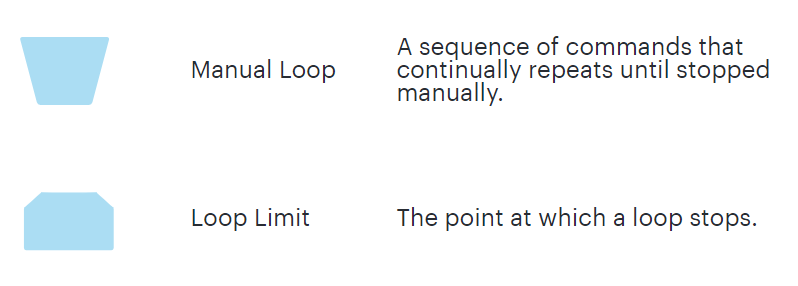 Manual Loop
A sequence of commands that
continually repeats until stopped
manually.
Loop Limit
The point at which a loop stops.